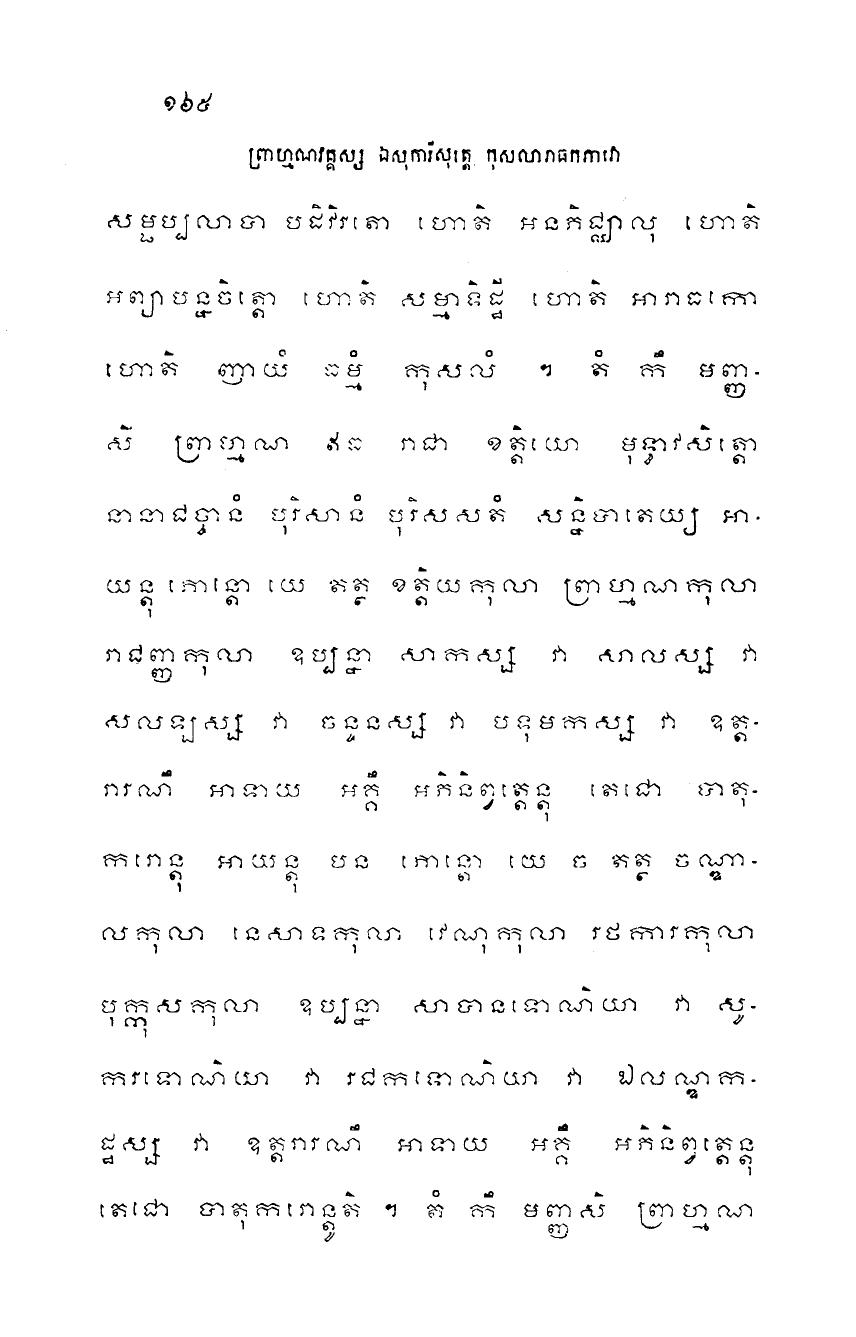 ១៦៥
ព្រាហ្មណវគ្គស្ស ឯសុការីសុត្តេ កុសលារាធកភាវោ
សម្ផប្បលាបា បដិវិរតោ ហោតិ អនភិជ្ឈាលុ ហោតិ
អព្យាបន្នចិត្តោ ហោតិ សម្មាទិដ្ឋី ហោតិ អារាធកោ
ហោតិ ញាយំ ធម្មំ កុសលំ ។ តំ កឹ មញ្ញ-
សិ ព្រាហ្មណ ឥធ រាជា ខត្តិយោ មុទ្ធាវសិត្តោ
នានាជច្ចានំ បុរិសានំ បុរិសសតំ សន្និបាតេយ្យ អា-
យន្តុ ភោន្តោ យេ តត្ថ ខត្តិយកុលា ព្រាហ្មណកុលា
រាជញ្ញកុលា ឧប្បន្នា សាកស្ស វា សាលស្ស វា
សលឡស្ស វា ចន្ទនស្ស វា បទុមកស្ស វា ឧត្ត-
រារណឹ អាទាយ អគ្គឹ អភិនិព្វត្តេន្តុ តេជោ បាតុ-
ករោន្តុ អាយន្តុ បន ភោន្តោ យេ ច តត្ថ ចណ្ឌា-
លកុលា នេសាទកុលា វេណុកុលា រថការកុលា
បុក្កុសកុលា ឧប្បន្នា សាបានទោណិយា វា សូ-
ករទោណិយា វា រជកទោណិយា វា ឯលណ្ឌក-
ដ្ឋស្ស វា ឧត្តរារណឹ អាទាយ អគ្គឹ អភិនិព្វត្តេន្តុ
តេជោ បាតុករោន្តូតិ ។ តំ កឹ មញ្ញសិ ព្រាហ្មណ